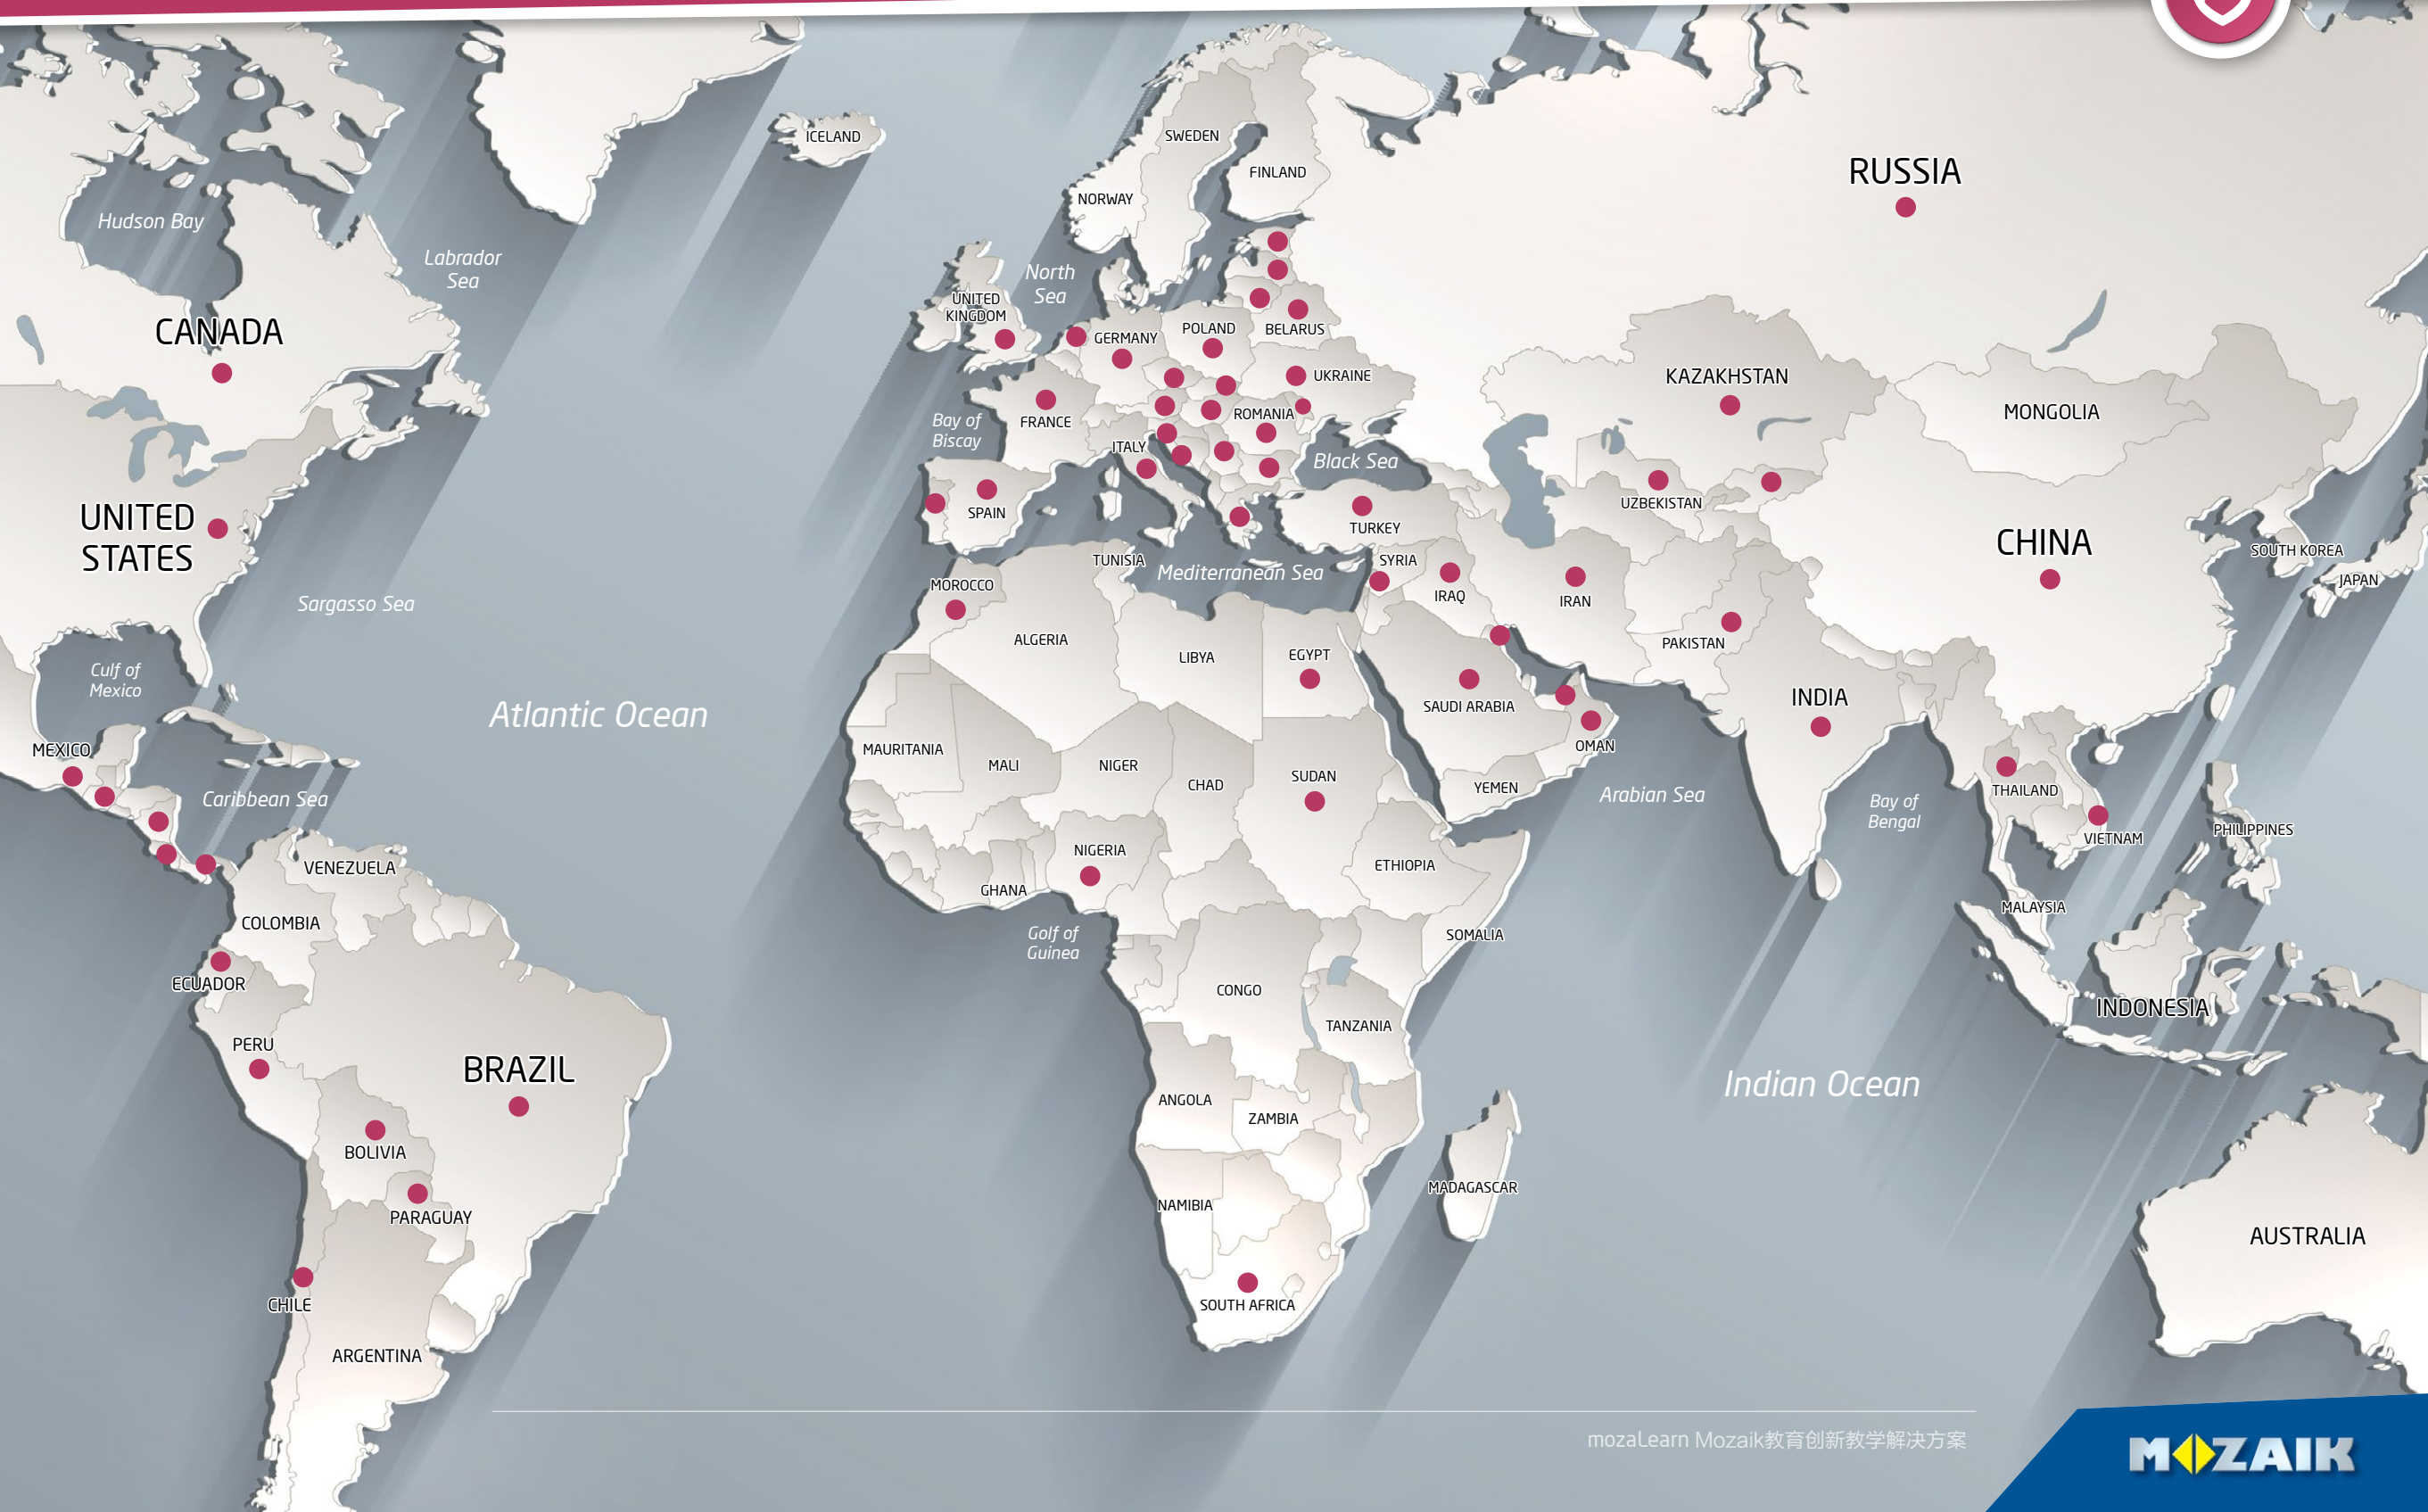 ICELAND
SWEDEN
FINLAND
NORWAY
RUSSIA
Hudson Bay
Labrador
Sea
North
Sea
UNITED
KINGDOM
CANADA
GERMANY
POLAND
BELARUS
UKRAINE
KAZAKHSTAN
MONGOLIA
FRANCE
ROMANIA
Bay of
Biscay
ITALY
Black Sea
UNITED
STATES
SPAIN
TURKEY
UZBEKISTAN
CHINA
SOUTH KOREA
JAPAN
TUNISIA
Mediterranean Sea
SYRIA
MOROCCO
IRAQ
IRAN
Sargasso Sea
ALGERIA
LIBYA
EGYPT
PAKISTAN
Culf of
Mexico
Atlantic Ocean
SAUDI ARABIA
INDIA
OMAN
MEXICO
MAURITANIA
MALI
NIGER
CHAD
SUDAN
YEMEN
Arabian Sea
Bay of
Bengal
THAILAND
VIETNAM
PHILIPPINES
Caribbean Sea
VENEZUELA
NIGERIA
GHANA
ETHIOPIA
COLOMBIA
MALAYSIA
Golf of
Guinea
SOMALIA
ECUADOR
CONGO
INDONESIA
TANZANIA
PERU
BRAZIL
Indian Ocean
ANGOLA
ZAMBIA
BOLIVIA
MADAGASCAR
NAMIBIA
PARAGUAY
AUSTRALIA
CHILE
SOUTH AFRICA
ARGENTINA
mozaLearn Mozaik教育创新教学解决方案
MOZAIK